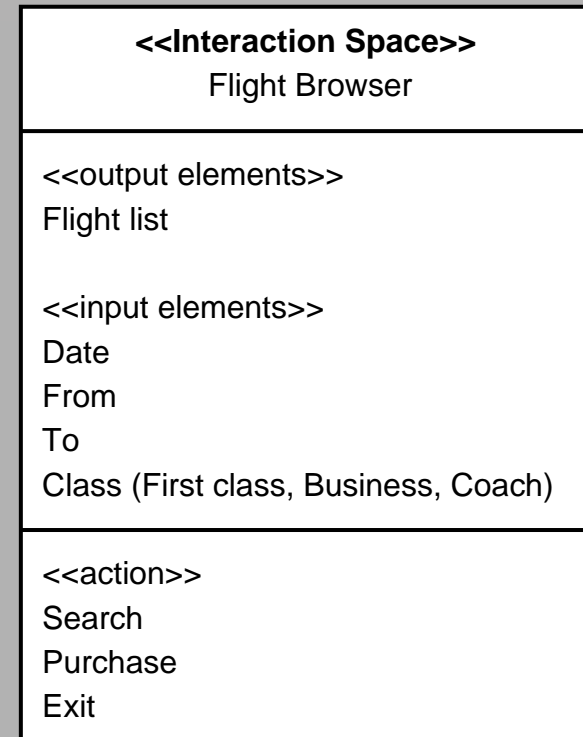 <<Interaction Space>>
Flight Browser
<<output elements>>
Flight list
<<input elements>>
Date
From
To
Class (First class, Business, Coach)
<<action>>
Search
Purchase
Exit